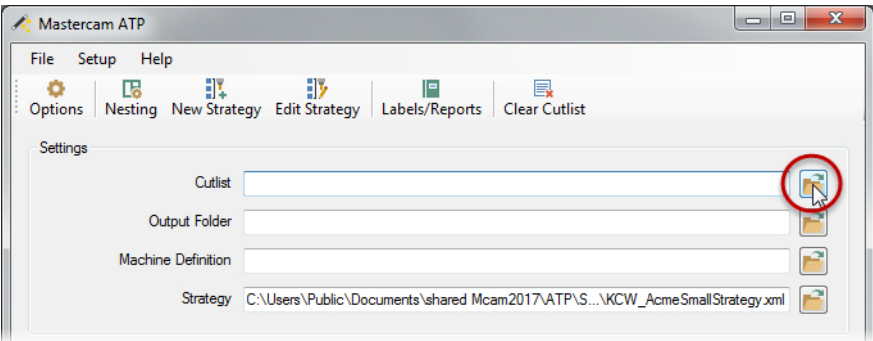 Mastercam ATP
File Setup Help
Options Nesting New Strategy Edit Strategy Labels/Reports Clear Cutlist
Settings
Cutlist
Output Folder
Machine Definition
Strategy C:\Users\Public\Documents\shared Mcam2017\ATP\S...\KCW_AcmeSmallStrategy.xml